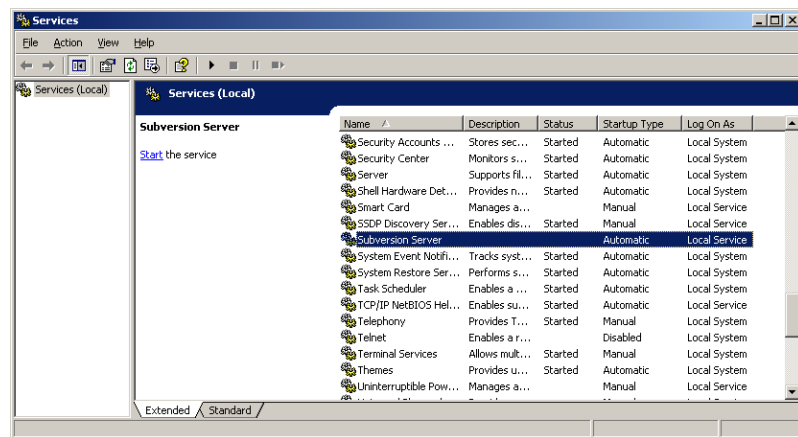 Services
File Action View Help
Services (Local)
Services (Local)
Subversion Server
Start the service
Name Description Status Startup Type Log On As
Security Accounts ... Stores sec... Started Automatic Local System
Security Center Monitors s... Started Automatic Local System
Server Supports fil... Started Automatic Local System
Shell Hardware Det... Provides n... Started Automatic Local System
Smart Card Manages a... Manual Local Service
SSDP Discovery Ser... Enables dis... Started Manual Local Service
Subversion Server Automatic Local Service
System Event Notifi... Tracks syst... Started Automatic Local System
System Restore Ser... Performs s... Started Automatic Local System
Task Scheduler Enables a ... Started Automatic Local System
TCP/IP NetBIOS Hel... Enables su... Started Automatic Local Service
Telephony Provides T... Started Manual Local System
Telnet Enables a r... Disabled Local System
Terminal Services Allows mult... Started Manual Local System
Themes Provides u... Started Automatic Local System
Uninterruptible Pow... Manages a... Manual Local Service
Extended Standard